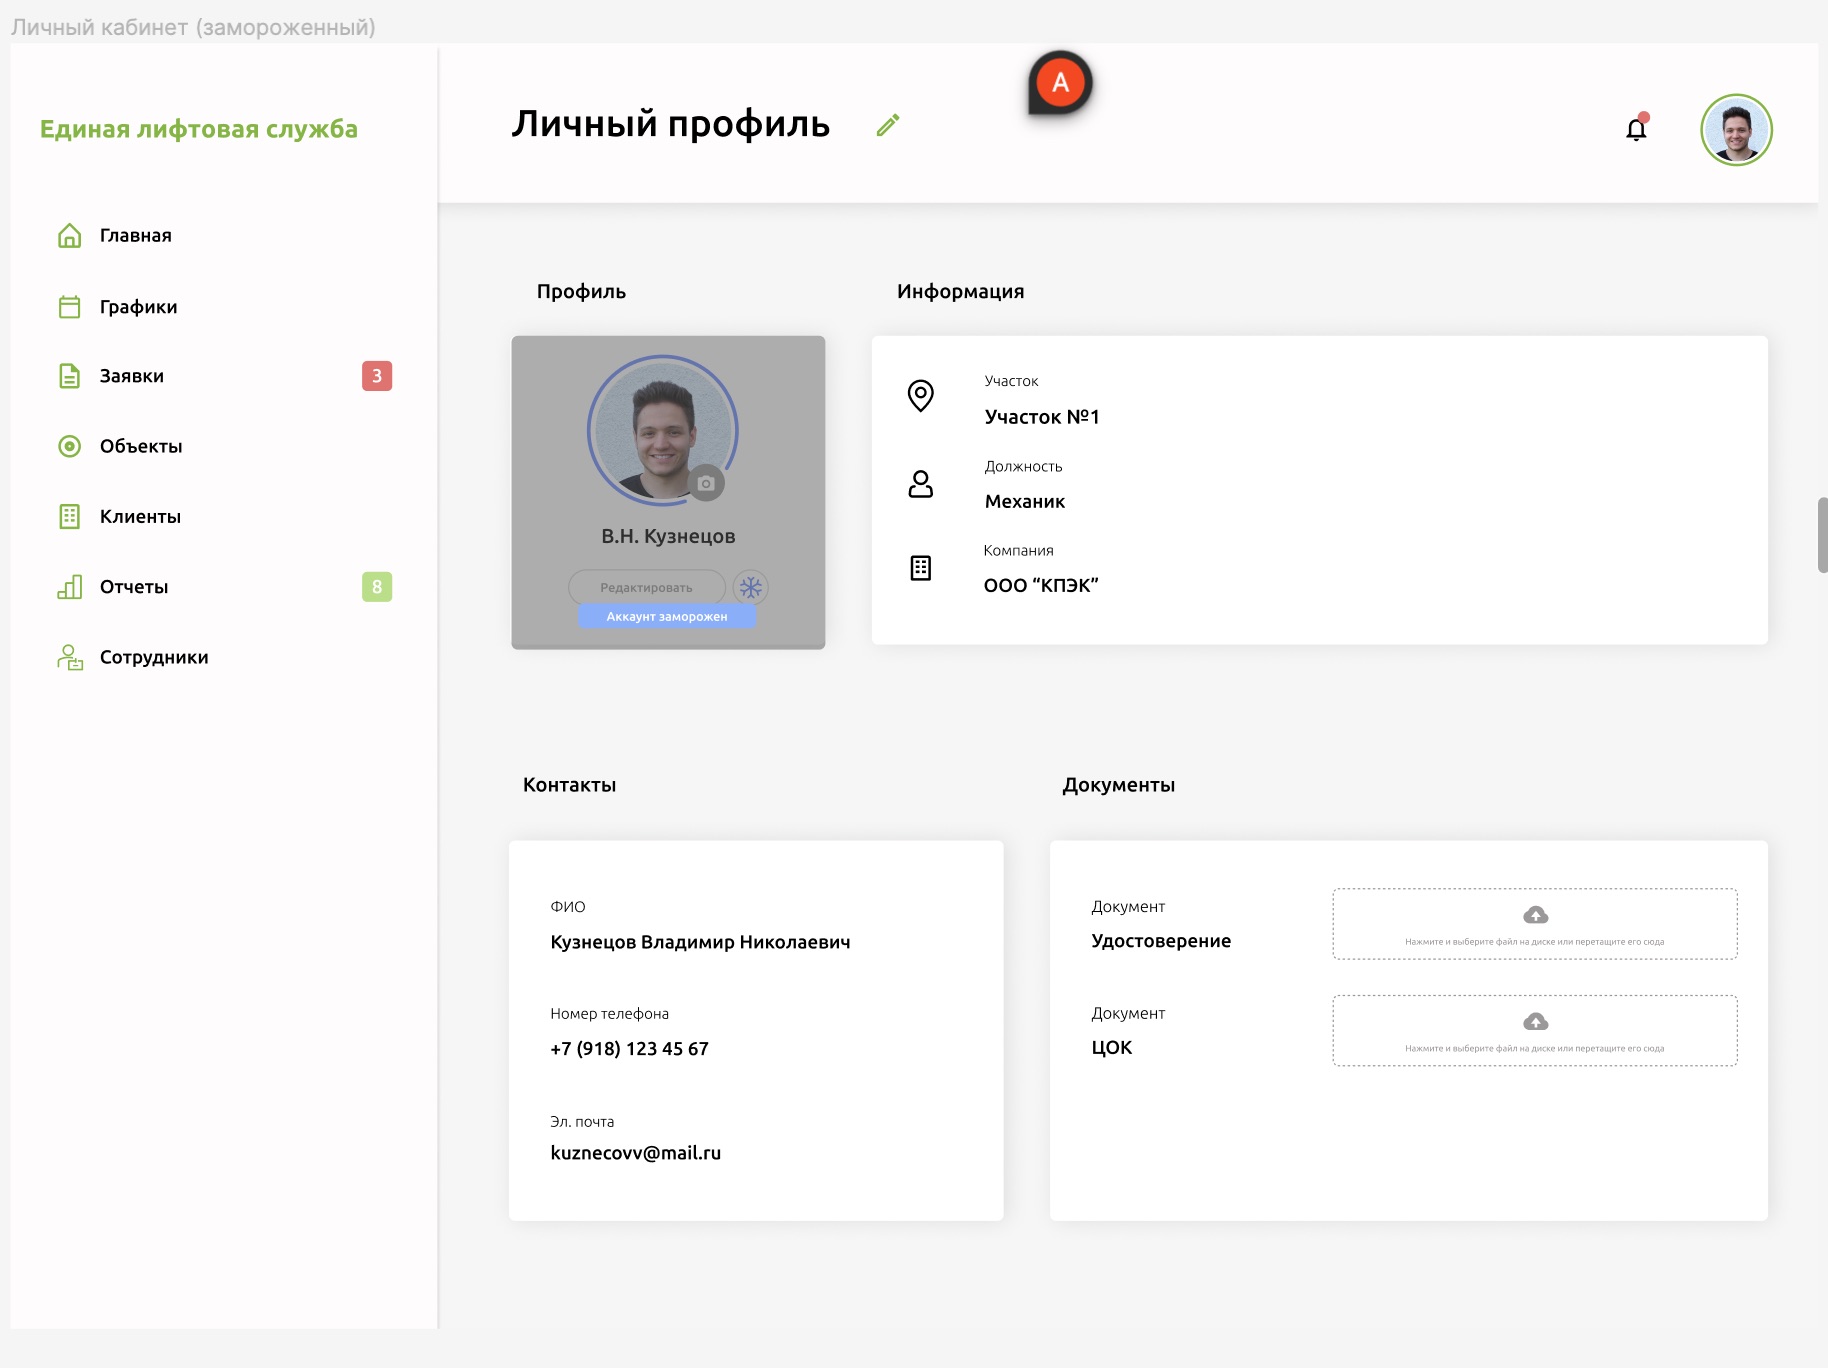 Личный кабинет (замороженный)
Единая лифтовая служба
Главная
Графики
Заявки
3
Объекты
Клиенты
Отчеты
8
Сотрудники
Личный профиль
A
Профиль
В.Н. Кузнецов
Редактировать
Аккаунт заморожен
Информация
Участок
Участок №1
Должность
Механик
Компания
ООО “КПЭК”
Контакты
ФИО
Кузнецов Владимир Николаевич
Номер телефона
+7 (918) 123 45 67
Эл. почта
kuznecovv@mail.ru
Документы
Документ
Удостоверение
Нажмите и выберите файл на диске или перетащите его сюда
Документ
ЦОК
Нажмите и выберите файл на диске или перетащите его сюда